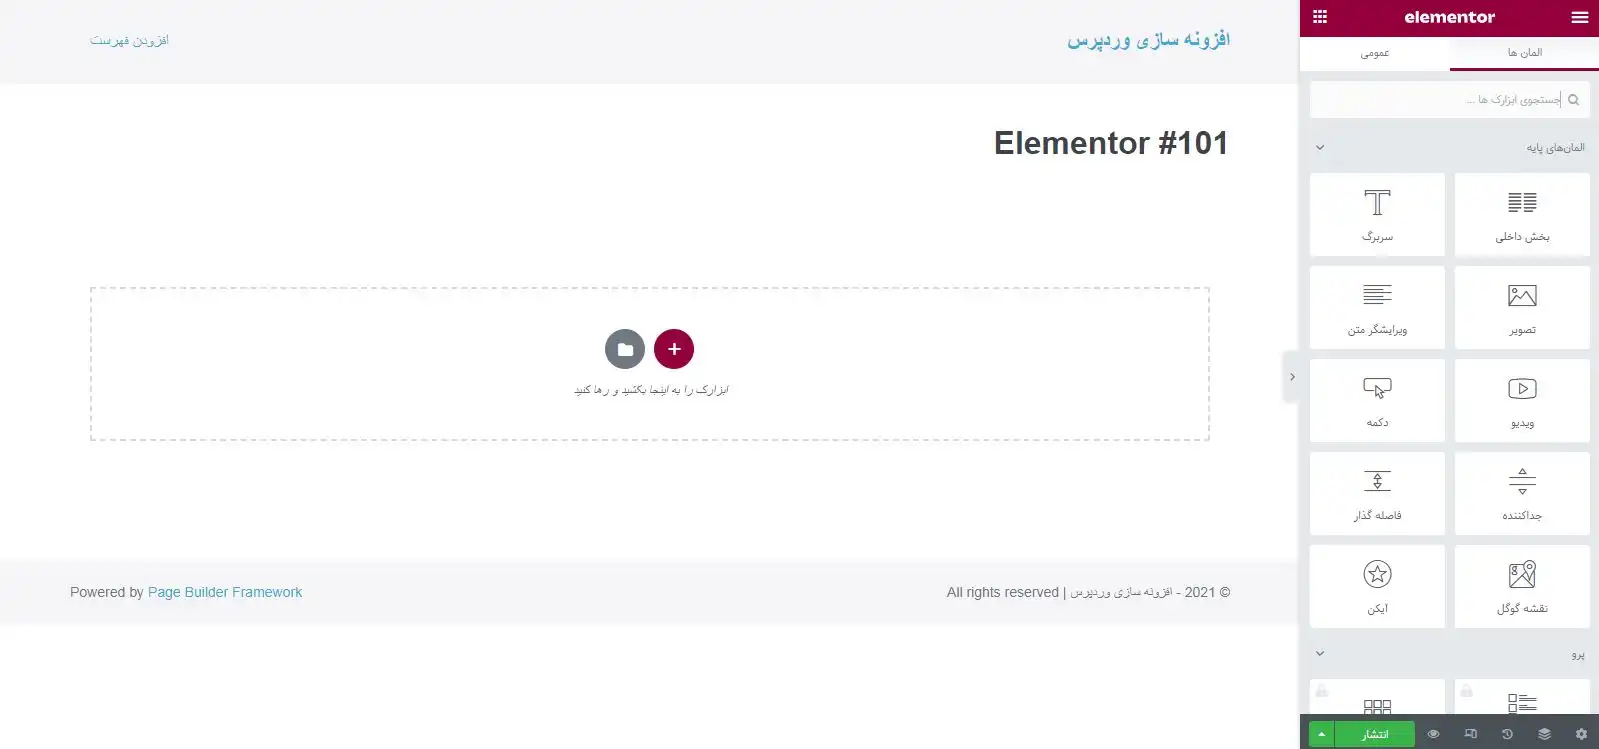 افزونه سازی وردپرس
افزودن فهرست
Elementor #101
ابزارک را به اینجا بکشید و رها کنید
© 2021 - افزونه سازی وردپرس | All rights reserved
Powered by Page Builder Framework
elementor
المان ها
عمومی
جستجوی ابزارک ها ...
المان‌های پایه
بخش داخلی
سربرگ
تصویر
ویرایشگر متن
ویدیو
دکمه
جداکننده
فاصله گذار
نقشه گوگل
آیکن
پرو
انتشار